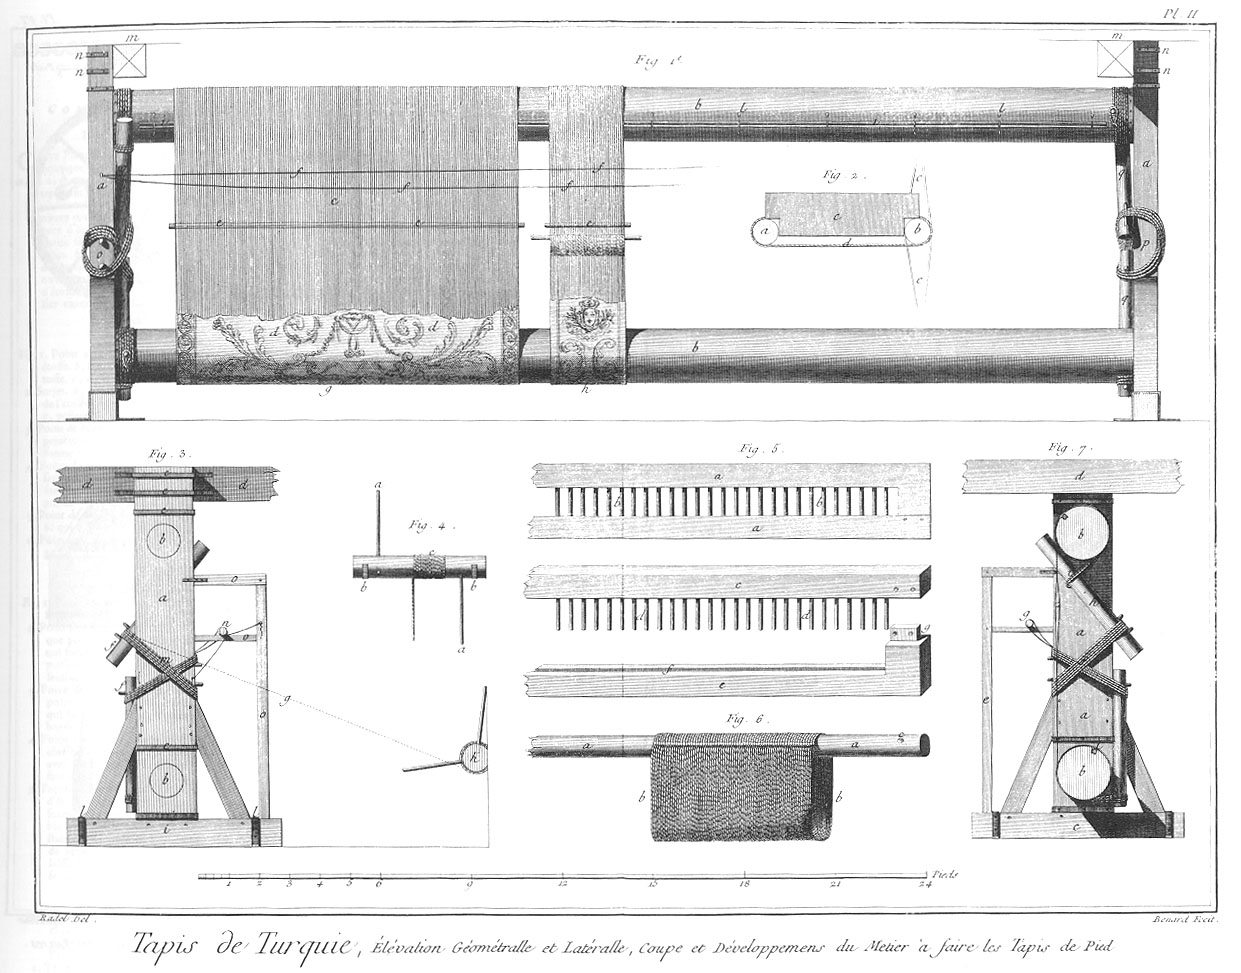 Pl II
m
m
n
n
n
n
Fig 1re
b
l
l
a
f
f
f
f
c
e
e
e
a
q
Fig. 2.
c
c
a
b
d
c
o
p
q
d
d
b
g
h
Fig. 3.
c
d
d
c
c
b
a
o
n
o
f
m
g
o
c
b
l
l
i
a
Fig. 4.
c
b
b
a
k
Fig. 5.
a
b
b
a
c
d
d
g
f
e
Fig. 6
a
a
c
b
b
Fig. 7.
d
b
h
g
a
e
a
b
c
1 2 3 4 5 6 9 12 15 18 21 24 Pieds
Radel Del.
Benard Fecit.
Tapis de Turquie, Élévation Géométralle et Latéralle, Coupe et Développemens du Metier à faire les Tapis de Pied